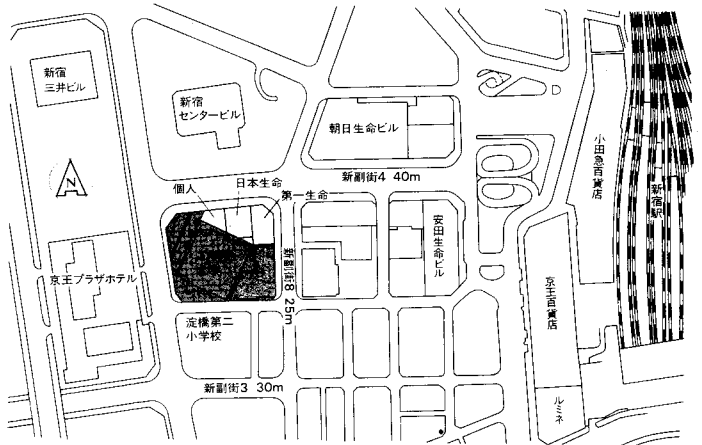 新宿
三井ビル
新宿
センタービル
朝日生命ビル
小田急百貨店
新宿駅
新副街4 40m
個人
日本生命
第一生命
安田生命ビル
新副街8 25m
京王プラザホテル
京王百貨店
淀橋第二
小学校
新副街3 30m
ルミネ
N